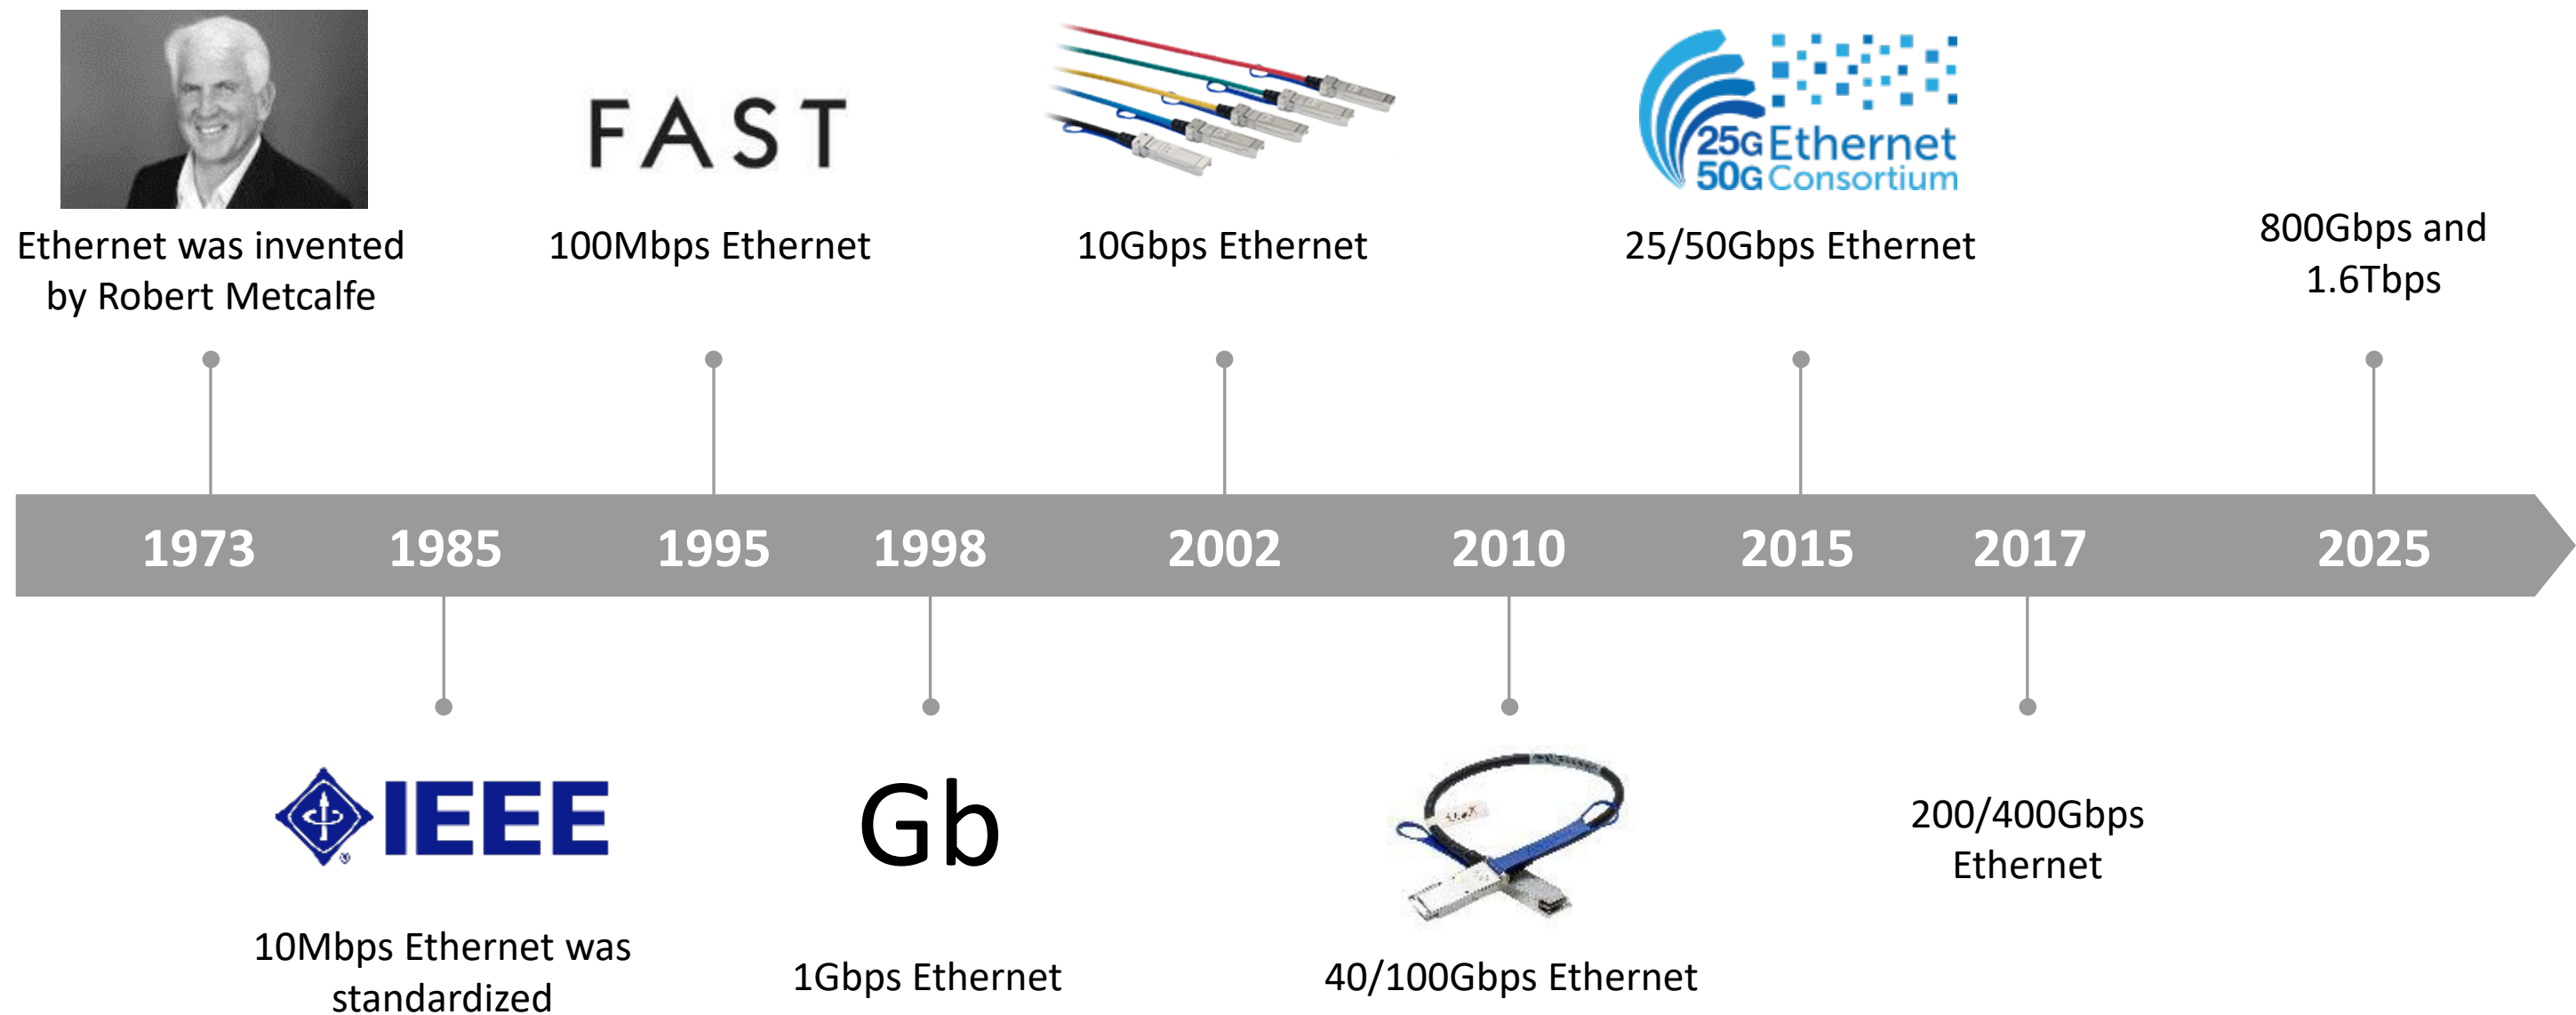 FAST
25G Ethernet
50G Consortium
Ethernet was invented
by Robert Metcalfe
100Mbps Ethernet
10Gbps Ethernet
25/50Gbps Ethernet
800Gbps and
1.6Tbps
1973
1985
1995
1998
2002
2010
2015
2017
2025
IEEE
®
10Mbps Ethernet was
standardized
Gb
1Gbps Ethernet
40/100Gbps Ethernet
200/400Gbps
Ethernet